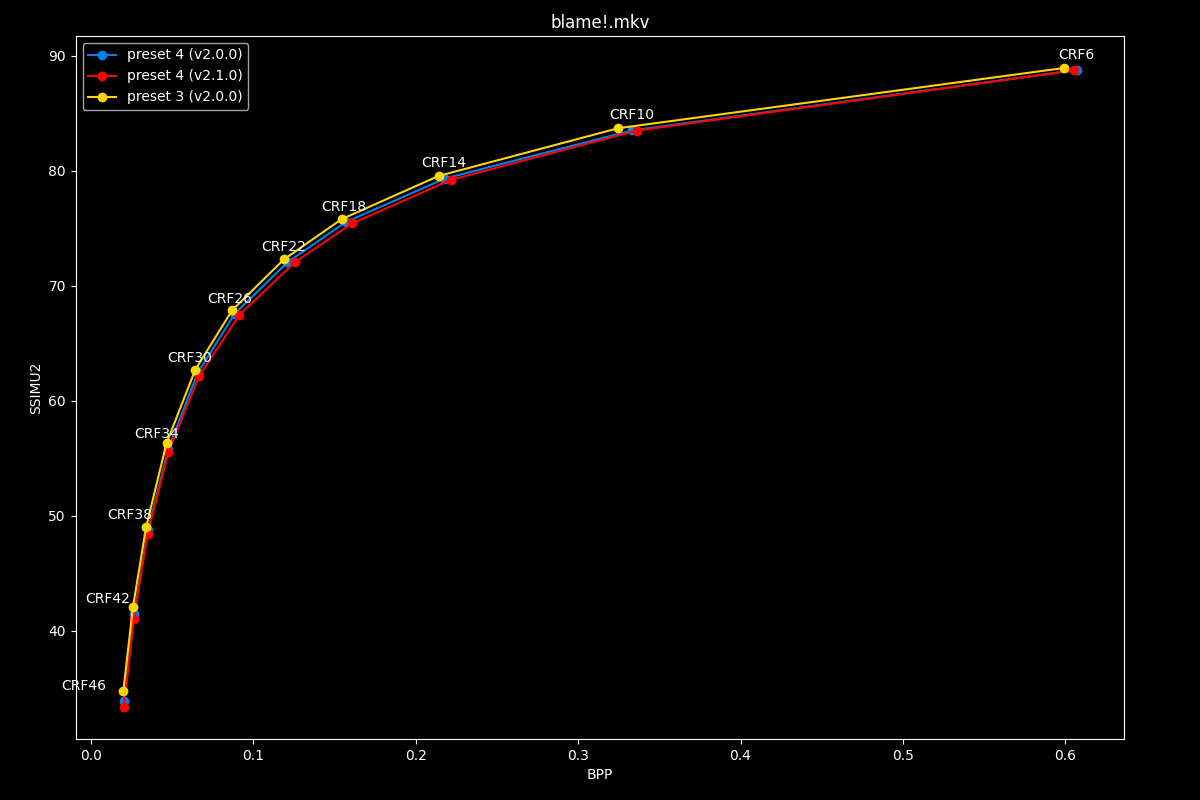 blame!.mkv
preset 4 (v2.0.0)
preset 4 (v2.1.0)
preset 3 (v2.0.0)
CRF6
CRF10
CRF14
CRF18
CRF22
CRF26
CRF30
CRF34
CRF38
CRF42
CRF46
90
80
70
60
50
40
SSIMU2
0.0 0.1 0.2 0.3 0.4 0.5 0.6
BPP